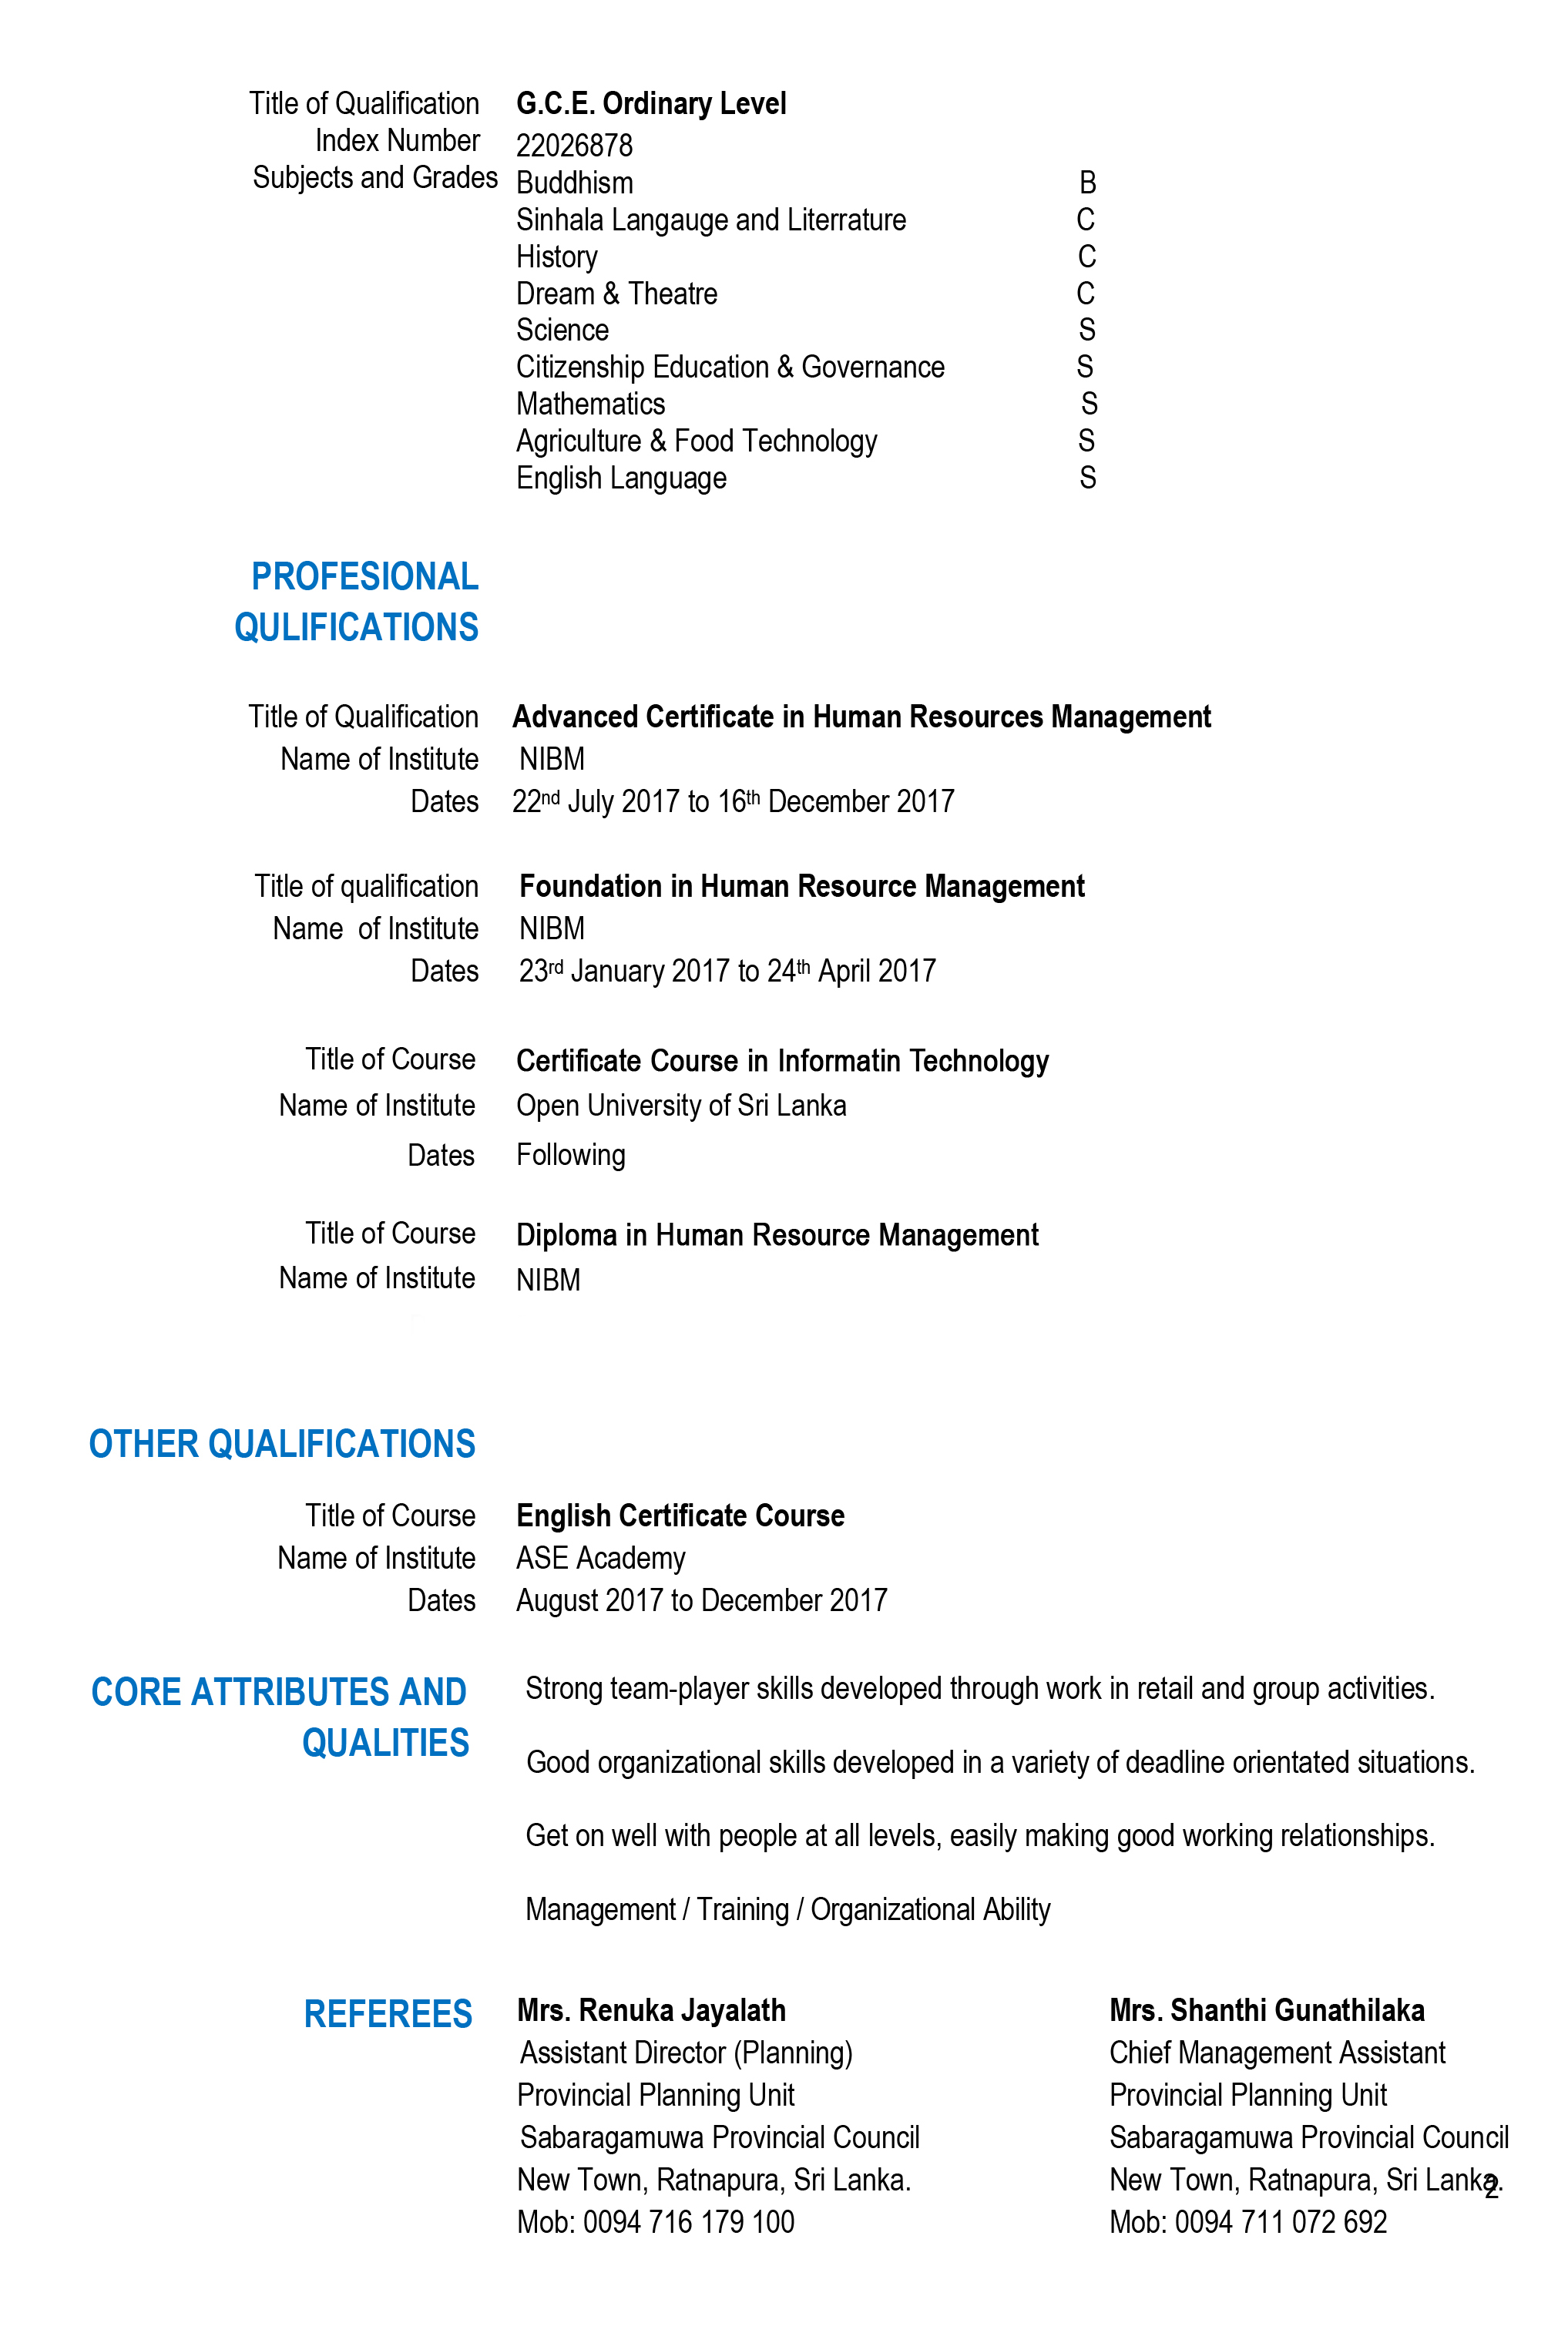 Title of Qualification G.C.E. Ordinary Level
Index Number 22026878
Subjects and Grades Buddhism B
Sinhala Langauge and Literrature C
History C
Dream & Theatre C
Science S
Citizenship Education & Governance S
Mathematics S
Agriculture & Food Technology S
English Language S
PROFESIONAL
QULIFICATIONS
Title of Qualification Advanced Certificate in Human Resources Management
Name of Institute NIBM
Dates 22nd July 2017 to 16th December 2017
Title of qualification Foundation in Human Resource Management
Name of Institute NIBM
Dates 23rd January 2017 to 24th April 2017
Title of Course Certificate Course in Informatin Technology
Name of Institute Open University of Sri Lanka
Dates Following
Title of Course Diploma in Human Resource Management
Name of Institute NIBM
OTHER QUALIFICATIONS
Title of Course English Certificate Course
Name of Institute ASE Academy
Dates August 2017 to December 2017
CORE ATTRIBUTES AND QUALITIES
Strong team-player skills developed through work in retail and group activities.
Good organizational skills developed in a variety of deadline orientated situations.
Get on well with people at all levels, easily making good working relationships.
Management / Training / Organizational Ability
REFEREES
Mrs. Renuka Jayalath
Assistant Director (Planning)
Provincial Planning Unit
Sabaragamuwa Provincial Council
New Town, Ratnapura, Sri Lanka.
Mob: 0094 716 179 100
Mrs. Shanthi Gunathilaka
Chief Management Assistant
Provincial Planning Unit
Sabaragamuwa Provincial Council
New Town, Ratnapura, Sri Lanka.
Mob: 0094 711 072 692
2